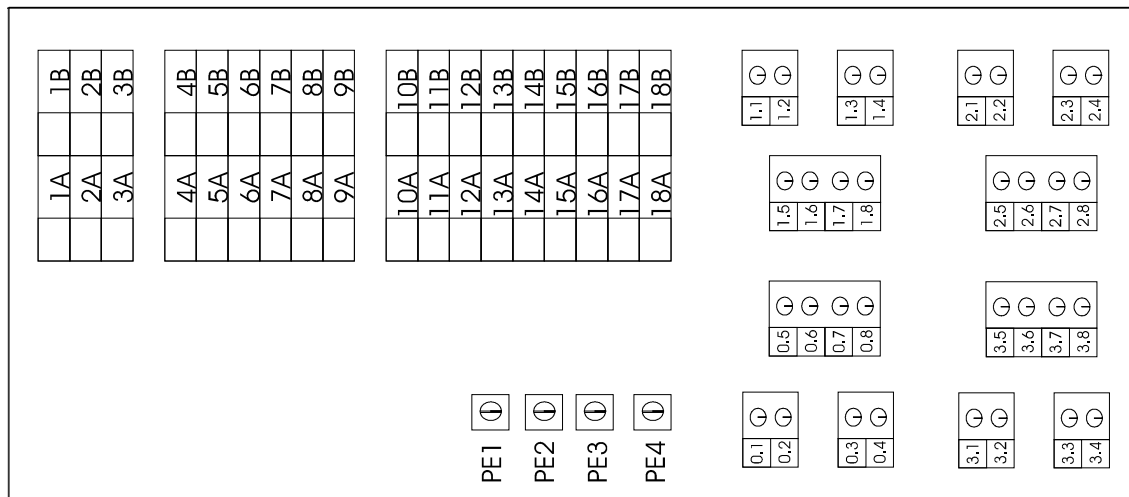 1B 2B 3B 4B 5B 6B 7B 8B 9B 10B 11B 12B 13B 14B 15B 16B 17B 18B
1.1 1.2 1.3 1.4 2.1 2.2 2.3 2.4
1A 2A 3A 4A 5A 6A 7A 8A 9A 10A 11A 12A 13A 14A 15A 16A 17A 18A
1.5 1.6 1.7 1.8 2.5 2.6 2.7 2.8
0.5 0.6 0.7 0.8 3.5 3.6 3.7 3.8
PE1 PE2 PE3 PE4 0.1 0.2 0.3 0.4 3.1 3.2 3.3 3.4